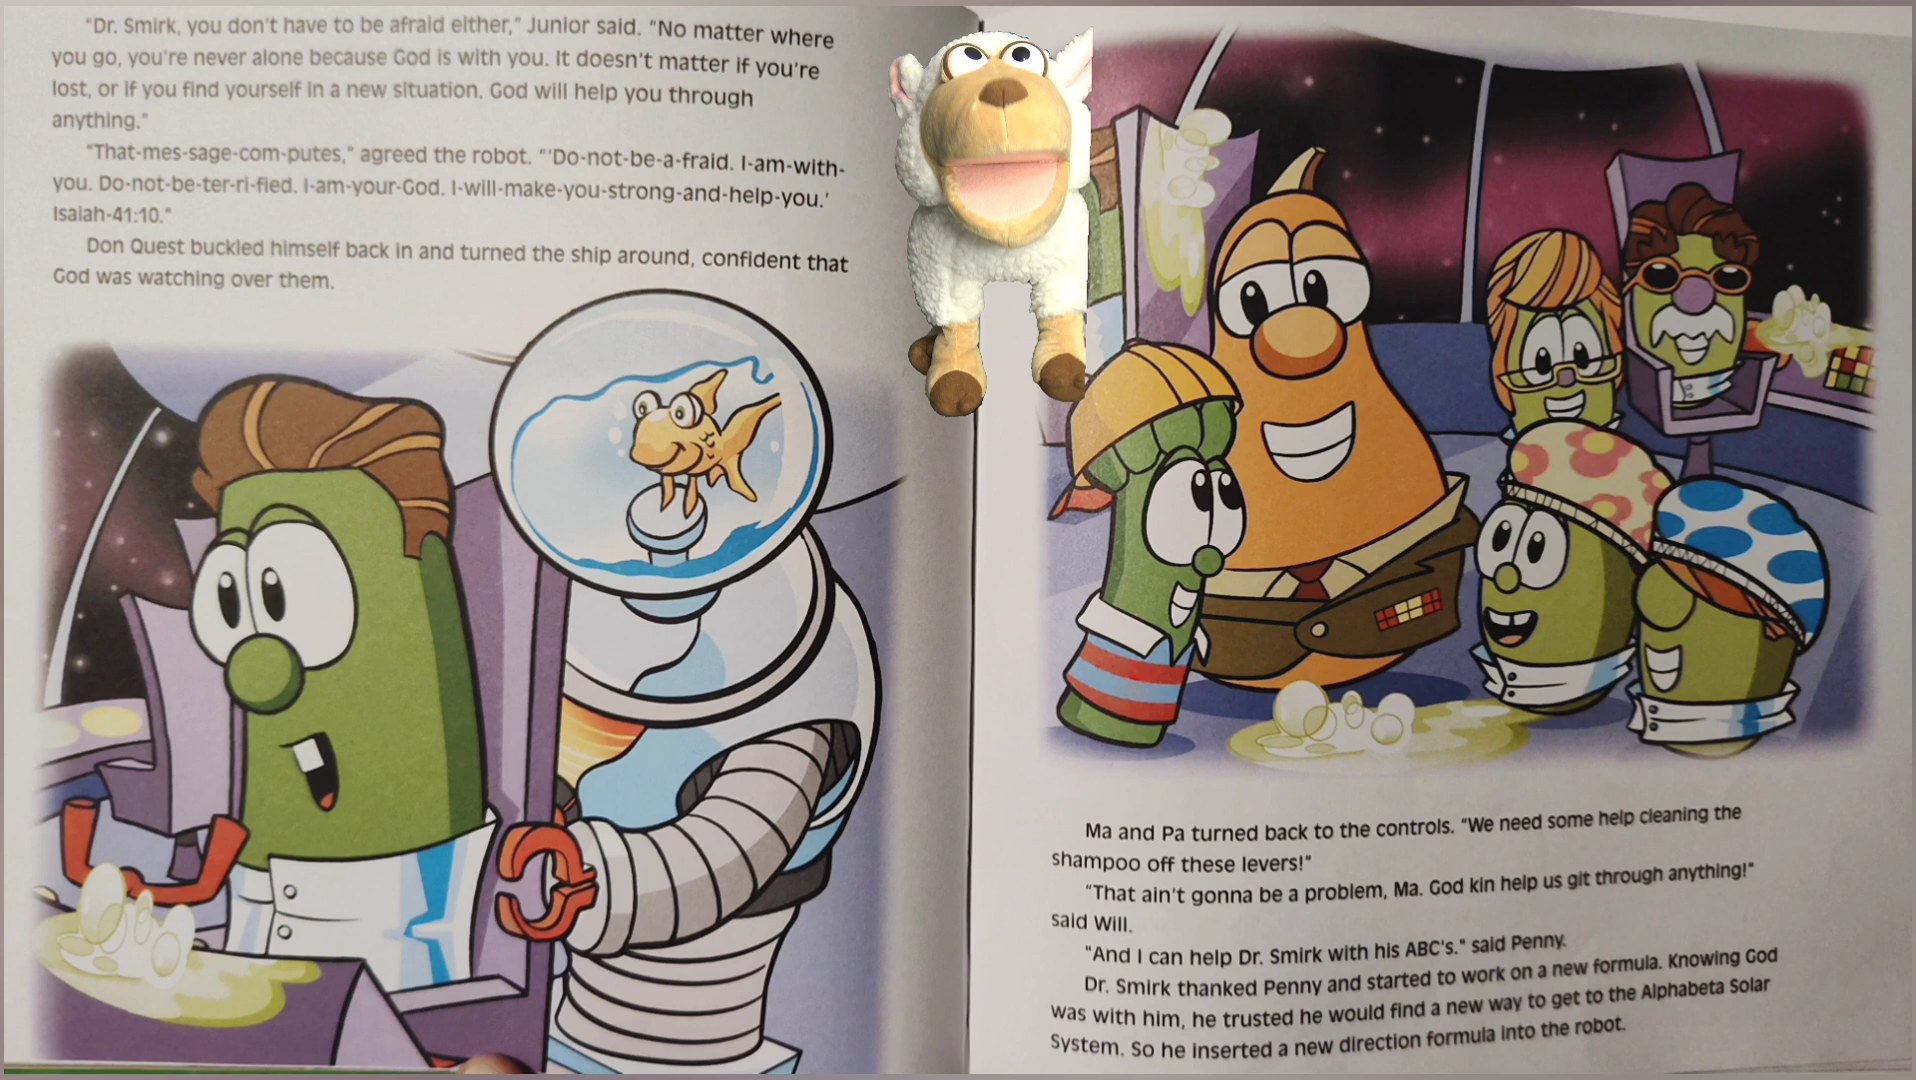 "Dr. Smirk, you don't have to be afraid either," Junior said. "No matter where
you go, you're never alone because God is with you. It doesn't matter if you're
lost, or if you find yourself in a new situation. God will help you through
anything."
"That-mes-sage-com-putes," agreed the robot. "'Do-not-be-a-fraid. I-am-with-
you. Do-not-be-ter-ri-fied. I-am-your-God. I-will-make-you-strong-and-help-you.'
Isaiah-41:10."
Don Quest buckled himself back in and turned the ship around, confident that
God was watching over them.
Ma and Pa turned back to the controls. "We need some help cleaning the
shampoo off these levers!"
"That ain't gonna be a problem, Ma. God kin help us git through anything!"
said Will.
"And I can help Dr. Smirk with his ABC's." said Penny.
Dr. Smirk thanked Penny and started to work on a new formula. Knowing God
was with him, he trusted he would find a new way to get to the Alphabeta Solar
System. So he inserted a new direction formula into the robot.